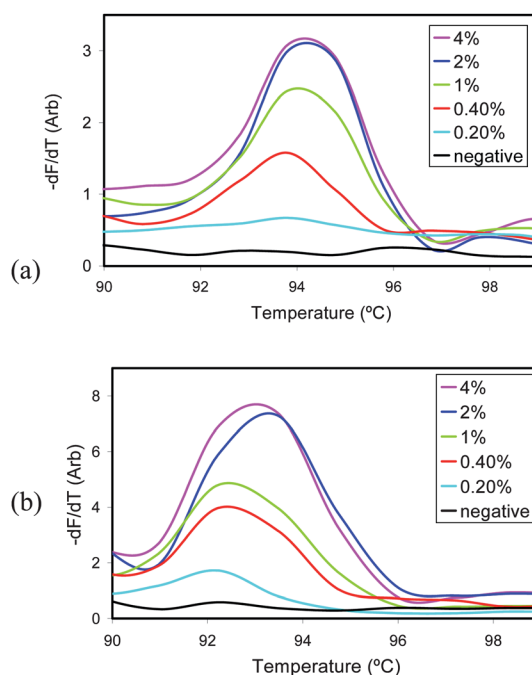 (a)
-dF/dT (Arb)
3
2
1
0
90 92 94 96 98
Temperature (ºC)
4%
2%
1%
0.40%
0.20%
negative
(b)
-dF/dT (Arb)
8
6
4
2
0
90 92 94 96 98
Temperature (ºC)
4%
2%
1%
0.40%
0.20%
negative